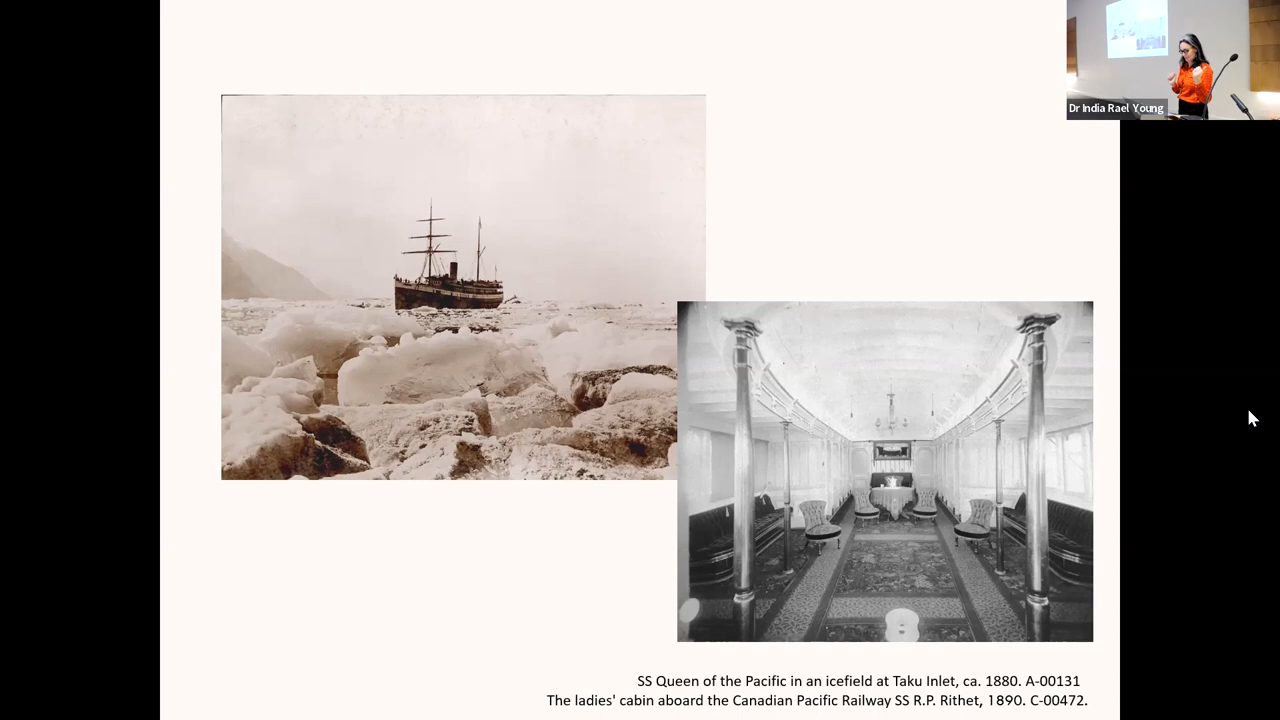 Dr India Rael Young
SS Queen of the Pacific in an icefield at Taku Inlet, ca. 1880. A-00131
The ladies' cabin aboard the Canadian Pacific Railway SS R.P. Rithet, 1890. C-00472.